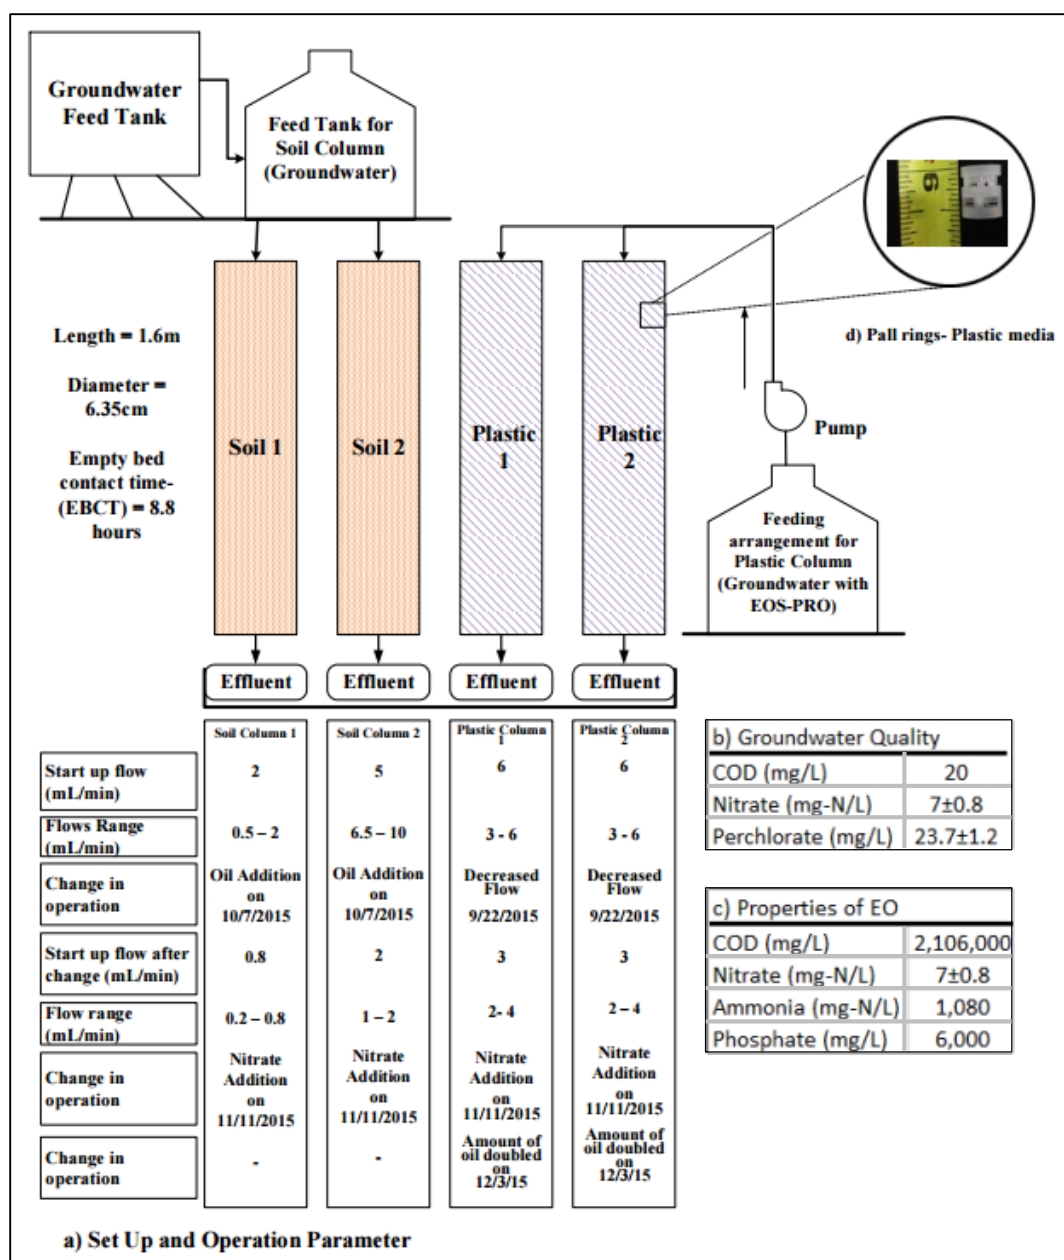 Groundwater
Feed Tank
Feed Tank for
Soil Column
(Groundwater)
6
d) Pall rings- Plastic media
Length = 1.6m
Diameter =
6.35cm
Empty bed
contact time-
(EBCT) = 8.8
hours
Soil 1
Soil 2
Plastic
1
Plastic
2
Pump
Feeding
arrangement for
Plastic Column
(Groundwater with
EOS-PRO)
Effluent
Effluent
Effluent
Effluent
Soil Column 1
Soil Column 2
Plastic Column
1
Plastic Column
2
Start up flow
(mL/min)
2
5
6
6
Flows Range
(mL/min)
0.5 – 2
6.5 – 10
3 - 6
3 - 6
Change in
operation
Oil Addition
on
10/7/2015
Oil Addition
on
10/7/2015
Decreased
Flow
9/22/2015
Decreased
Flow
9/22/2015
Start up flow after
change (mL/min)
0.8
2
3
3
Flow range
(mL/min)
0.2 – 0.8
1 – 2
2- 4
2 – 4
Change in
operation
Nitrate
Addition
on
11/11/2015
Nitrate
Addition
on
11/11/2015
Nitrate
Addition
on
11/11/2015
Nitrate
Addition
on
11/11/2015
Change in
operation
-
-
Amount of
oil doubled
on
12/3/15
Amount of
oil doubled
on
12/3/15
b) Groundwater Quality
COD (mg/L) 20
Nitrate (mg-N/L) 7±0.8
Perchlorate (mg/L) 23.7±1.2
c) Properties of EO
COD (mg/L) 2,106,000
Nitrate (mg-N/L) 7±0.8
Ammonia (mg-N/L) 1,080
Phosphate (mg/L) 6,000
a) Set Up and Operation Parameter